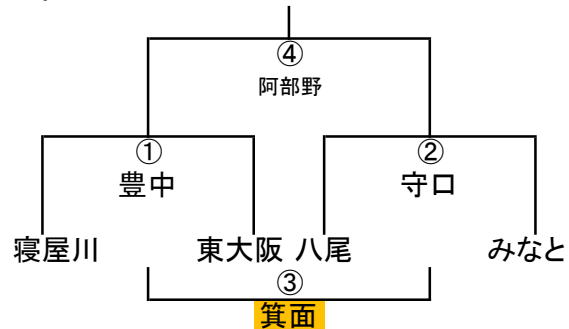 ④
阿部野
① ②
豊中 守口
寝屋川 東大阪 八尾 みなと
③
箕面